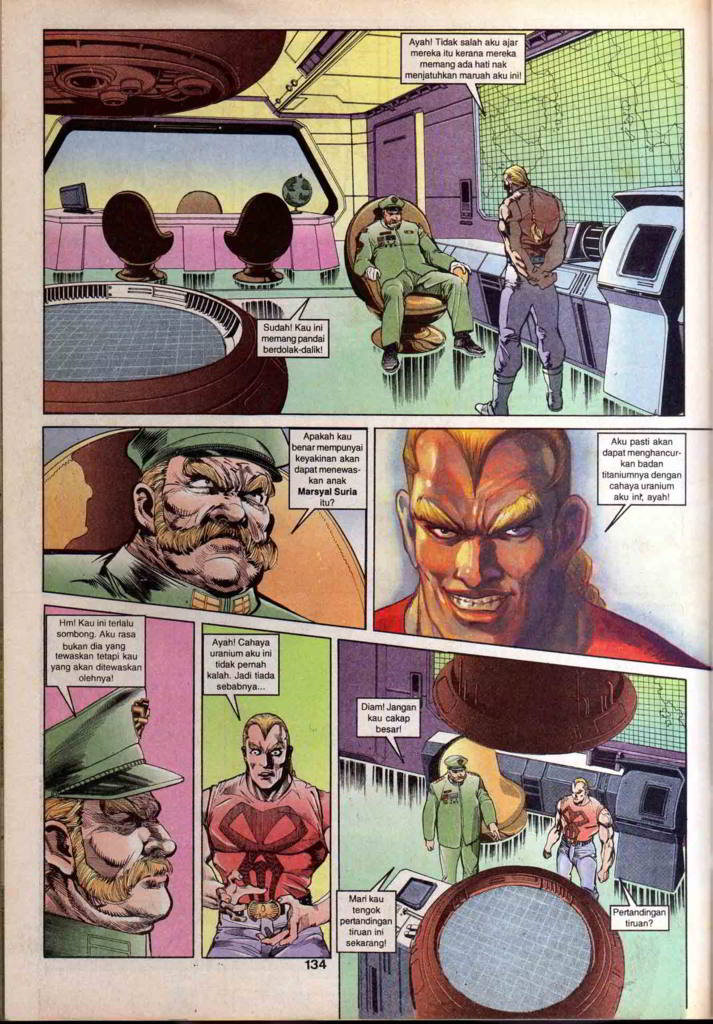 Ayah! Tidak salah aku ajar
mereka itu kerana mereka
memang ada hati nak
menjatuhkan maruah aku ini!
Sudah! Kau ini
memang pandai
berdolak-dalik!
Apakah kau
benar mempunyai
keyakinan akan
dapat menewas-
kan anak
Marsyal Suria
itu?
Aku pasti akan
dapat menghancur-
kan badan
titaniumnya dengan
cahaya uranium
aku ini, ayah!
Hm! Kau ini terlalu
sombong. Aku rasa
bukan dia yang
tewaskan tetapi kau
yang akan ditewaskan
olehnya!
Ayah! Cahaya
uranium aku ini
tidak pernah
kalah. Jadi tiada
sebabnya...
Diam! Jangan
kau cakap
besar!
Mari kau
tengok
pertandingan
tiruan ini
sekarang!
Pertandingan
tiruan?
134